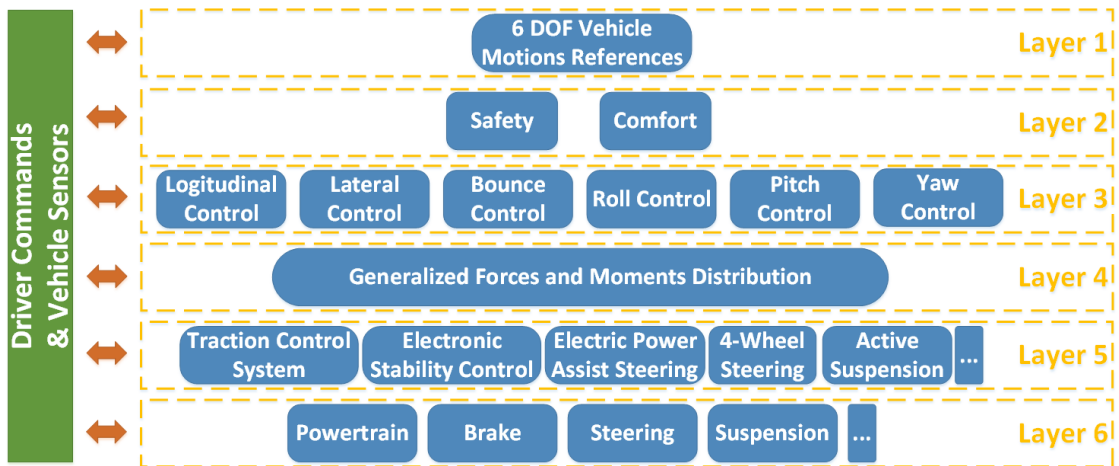 Driver Commands
& Vehicle Sensors
6 DOF Vehicle
Motions References
Layer 1
Safety
Comfort
Layer 2
Logitudinal
Control
Lateral
Control
Bounce
Control
Roll Control
Pitch
Control
Yaw
Control
Layer 3
Generalized Forces and Moments Distribution
Layer 4
Traction Control
System
Electronic
Stability Control
Electric Power
Assist Steering
4-Wheel
Steering
Active
Suspension
...
Layer 5
Powertrain
Brake
Steering
Suspension
...
Layer 6